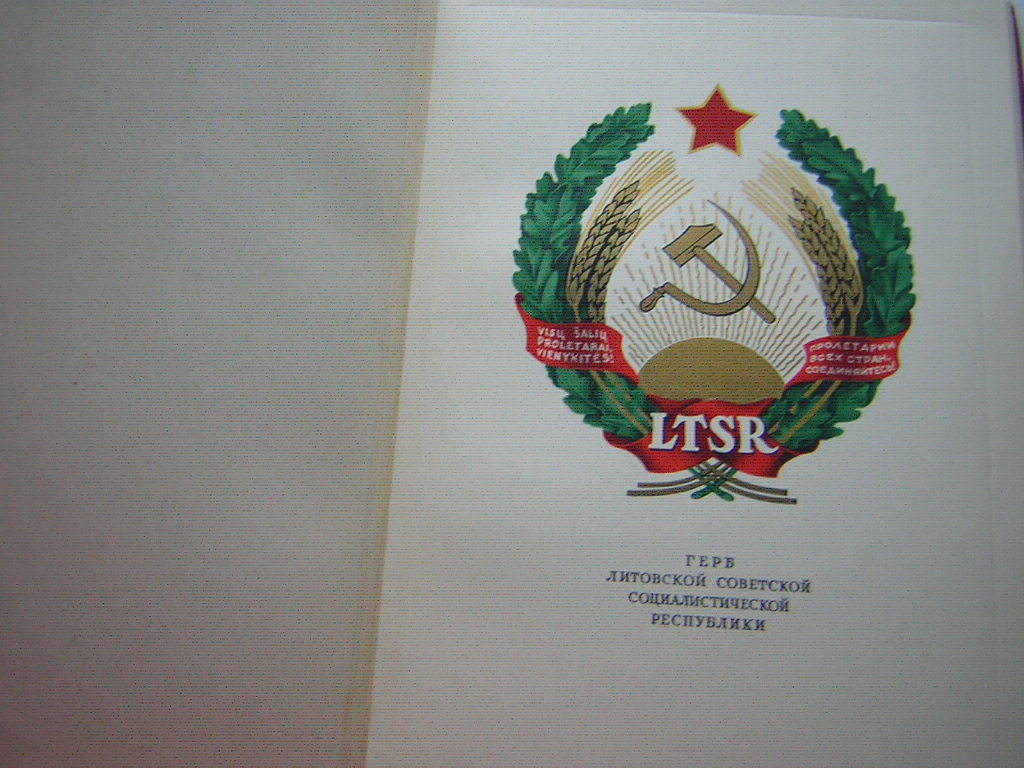 VISŲ ŠALIŲ
PROLETARAI,
VIENYKITĖS!
ПРОЛЕТАРИИ
ВСЕХ СТРАН,
СОЕДИНЯЙТЕСЬ!
LTSR
ГЕРБ
ЛИТОВСКОЙ СОВЕТСКОЙ
СОЦИАЛИСТИЧЕСКОЙ
РЕСПУБЛИКИ